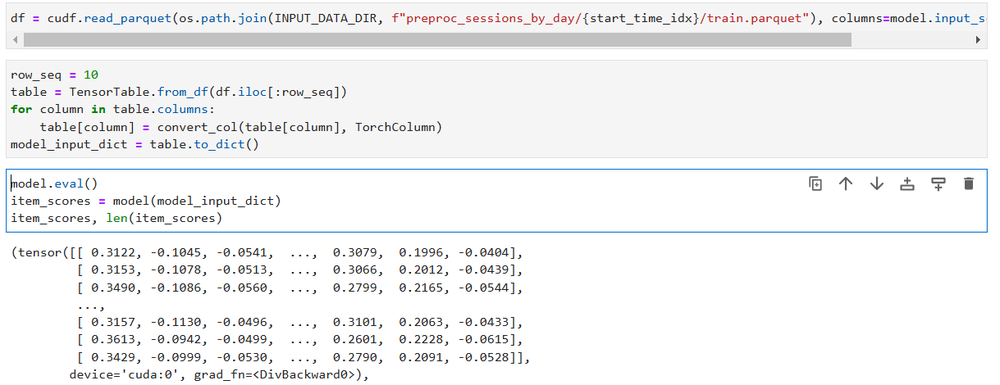 df = cudf.read_parquet(os.path.join(INPUT_DATA_DIR, f"preproc_sessions_by_day/{start_time_idx}/train.parquet"), columns=model.input_s
row_seq = 10
table = TensorTable.from_df(df.iloc[:row_seq])
for column in table.columns:
    table[column] = convert_col(table[column], TorchColumn)
model_input_dict = table.to_dict()
model.eval()
item_scores = model(model_input_dict)
item_scores, len(item_scores)
(tensor([[ 0.3122, -0.1045, -0.0541,  ...,  0.3079,  0.1996, -0.0404],
         [ 0.3153, -0.1078, -0.0513,  ...,  0.3066,  0.2012, -0.0439],
         [ 0.3490, -0.1086, -0.0560,  ...,  0.2799,  0.2165, -0.0544],
         ...,
         [ 0.3157, -0.1130, -0.0496,  ...,  0.3101,  0.2063, -0.0433],
         [ 0.3613, -0.0942, -0.0499,  ...,  0.2601,  0.2228, -0.0615],
         [ 0.3429, -0.0999, -0.0530,  ...,  0.2790,  0.2091, -0.0528]],
        device='cuda:0', grad_fn=<DivBackward0>),